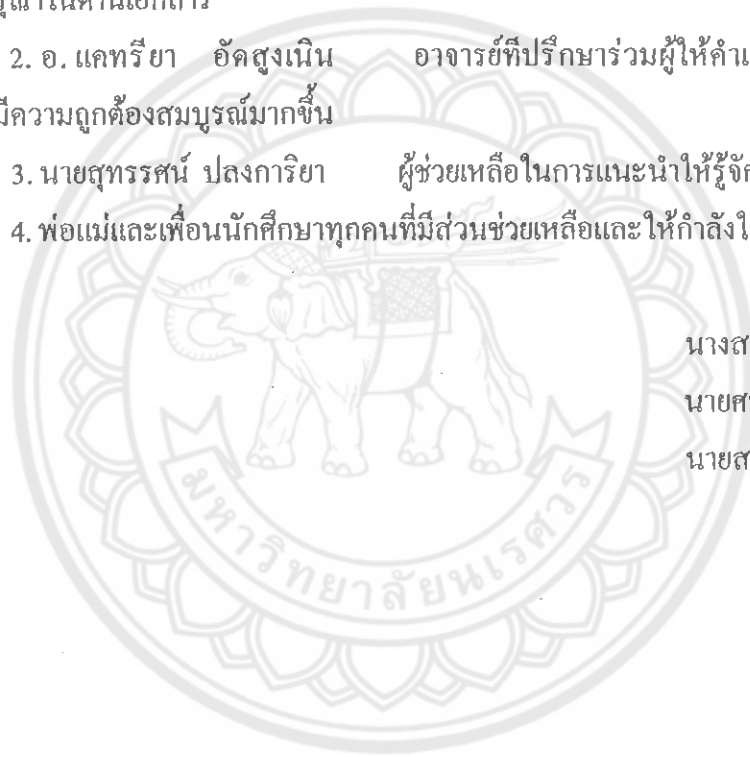 2. อ. แคทรียา อัดสูงเนิน อาจารย์ที่ปรึกษาร่วมผู้ให้คำแ
มีความถูกต้องสมบูรณ์มากขึ้น
3. นายสุทรรศน์ ปลงการิยา ผู้ช่วยเหลือในการแนะนำให้รู้จัก
4. พ่อแม่และเพื่อนนักศึกษาทุกคนที่มีส่วนช่วยเหลือและให้กำลังใ
นางส
นายศ
นายส
มหาวิทยาลัยนเรศวร